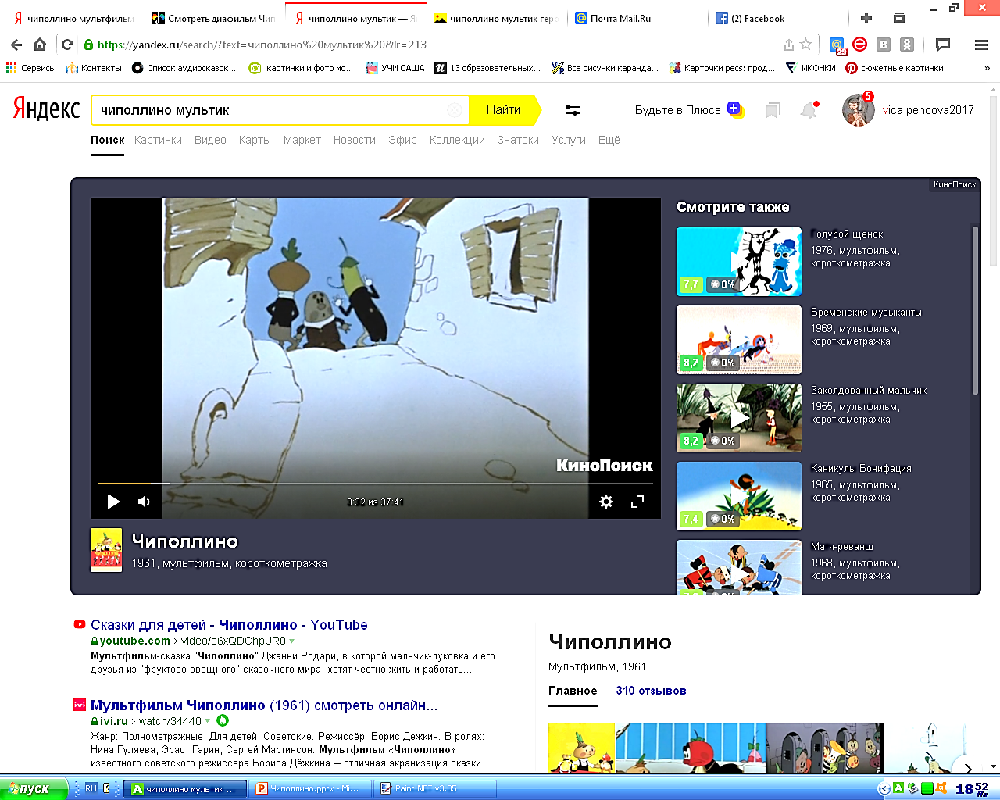 чиполлино мультфильм
Смотреть диафильм Чип
чиполлино мультик — Я
чиполлино мультик геро
Почта Mail.Ru
(2) Facebook
https://yandex.ru/search/?text=чиполлино%20мультик%20&lr=213
29
Сервисы
Контакты
Список аудиосказок ...
картинки и фото мо...
УЧИ САША
13 образовательных...
Все рисунки каранда...
Карточки pecs: прод...
ИКОНКИ
сюжетные картинки
»
Яндекс
чиполлино мультик
Найти
Будьте в Плюсе
5
vica.pencova2017
Поиск Картинки Видео Карты Маркет Новости Эфир Коллекции Знатоки Услуги Ещё
КиноПоиск
Смотрите также
Голубой щенок
1976, мультфильм,
короткометражка
7,7 0%
Бременские музыканты
1969, мультфильм,
короткометражка
8,2 0%
Заколдованный мальчик
1955, мультфильм,
короткометражка
8,2 0%
Каникулы Бонифация
1965, мультфильм,
короткометражка
7,4 0%
Матч-реванш
1968, мультфильм,
короткометражка
КиноПоиск
3:32 из 37:41
Чиполлино
1961, мультфильм, короткометражка
Сказки для детей - Чиполлино - YouTube
youtube.com › video/o6xQDChpUR0
Мультфильм-сказка "Чиполлино" Джанни Родари, в которой мальчик-луковка и его
друзья из "фруктово-овощного" сказочного мира, хотят честно жить и работать...
ivi
Мультфильм Чиполлино (1961) смотреть онлайн...
ivi.ru › watch/34440
Жанр: Полнометражные, Для детей, Советские. Режиссёр: Борис Дежкин. В ролях:
Нина Гуляева, Эраст Гарин, Сергей Мартинсон. Мультфильм «Чиполлино»
известного советского режиссера Бориса Дёжкина — отличная экранизация сказки...
Чиполлино
Мультфильм, 1961
Главное 310 отзывов
пуск
RU
чиполлино мультик ...
Чиполлино.pptx - Mi...
Paint.NET v3.35
18 52
Пн